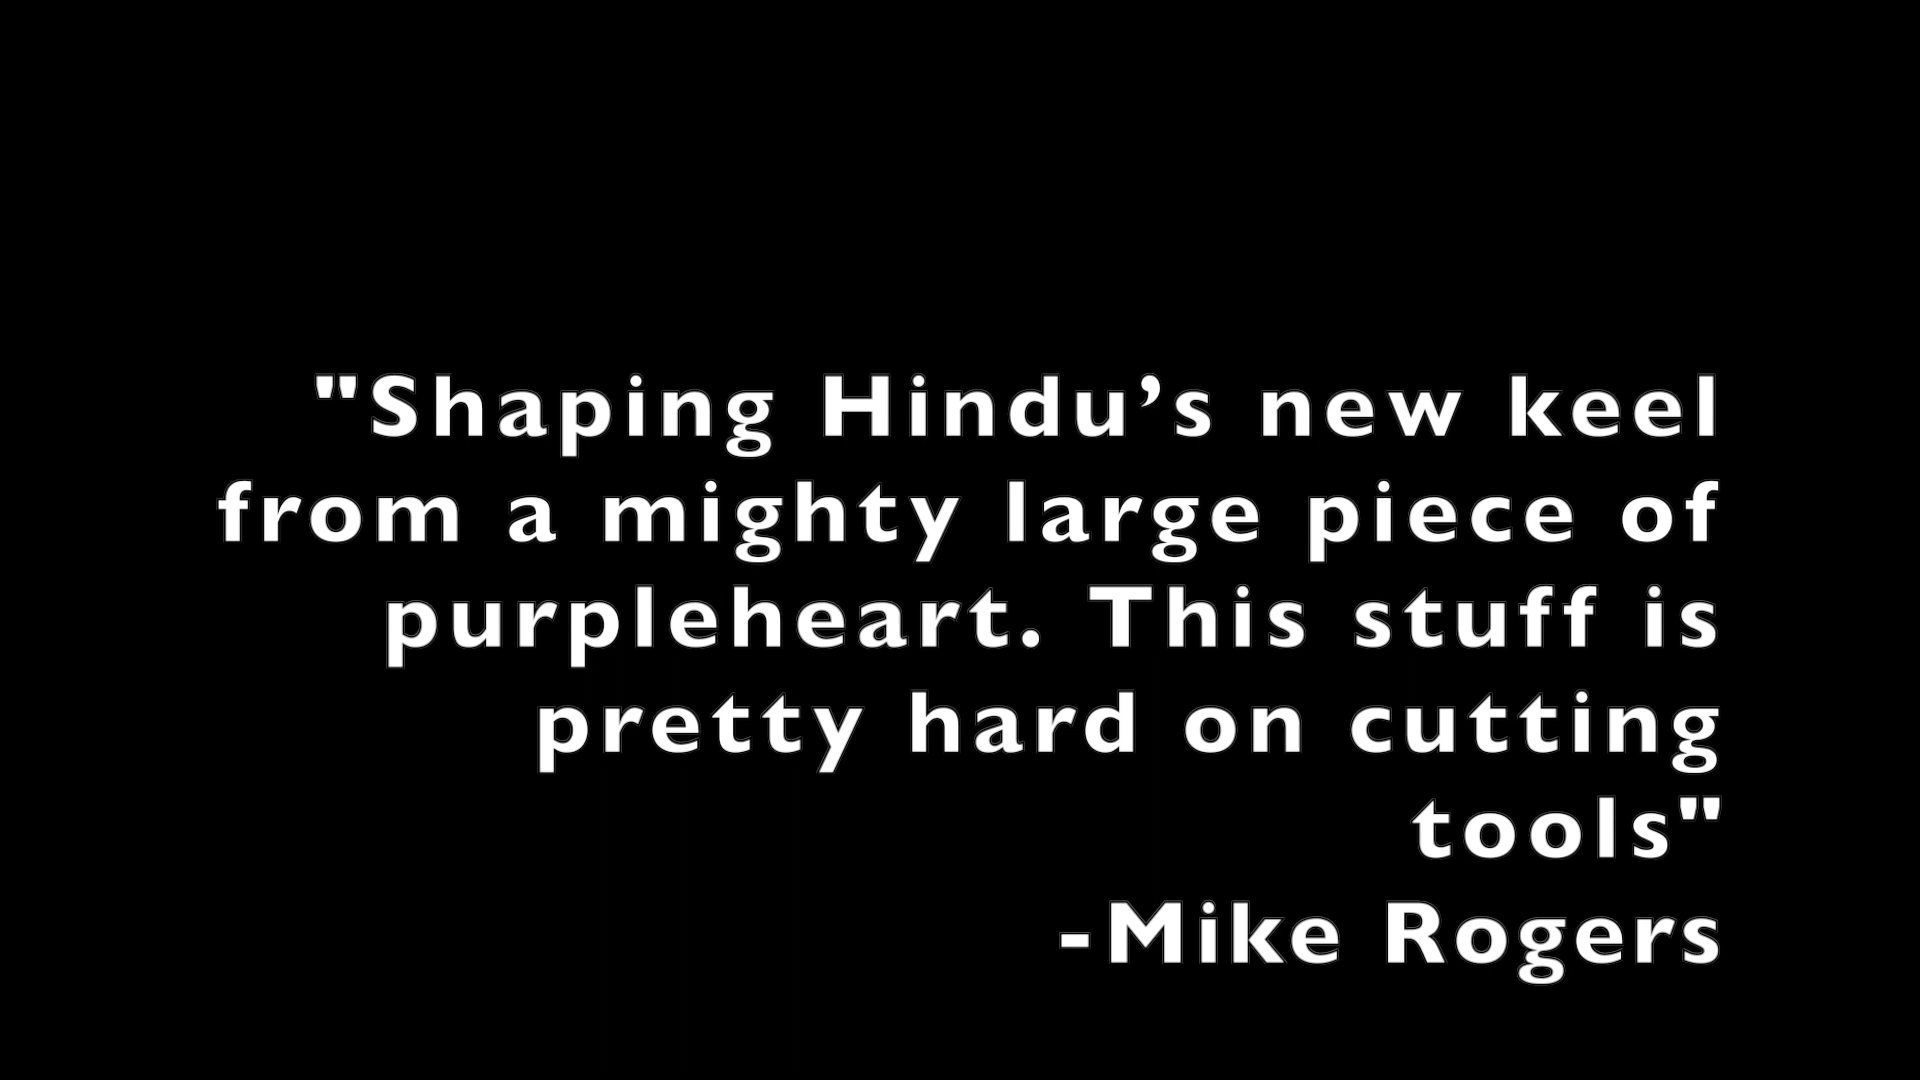 "Shaping Hindu’s new keel
from a mighty large piece of
purpleheart. This stuff is
pretty hard on cutting
tools"
-Mike Rogers